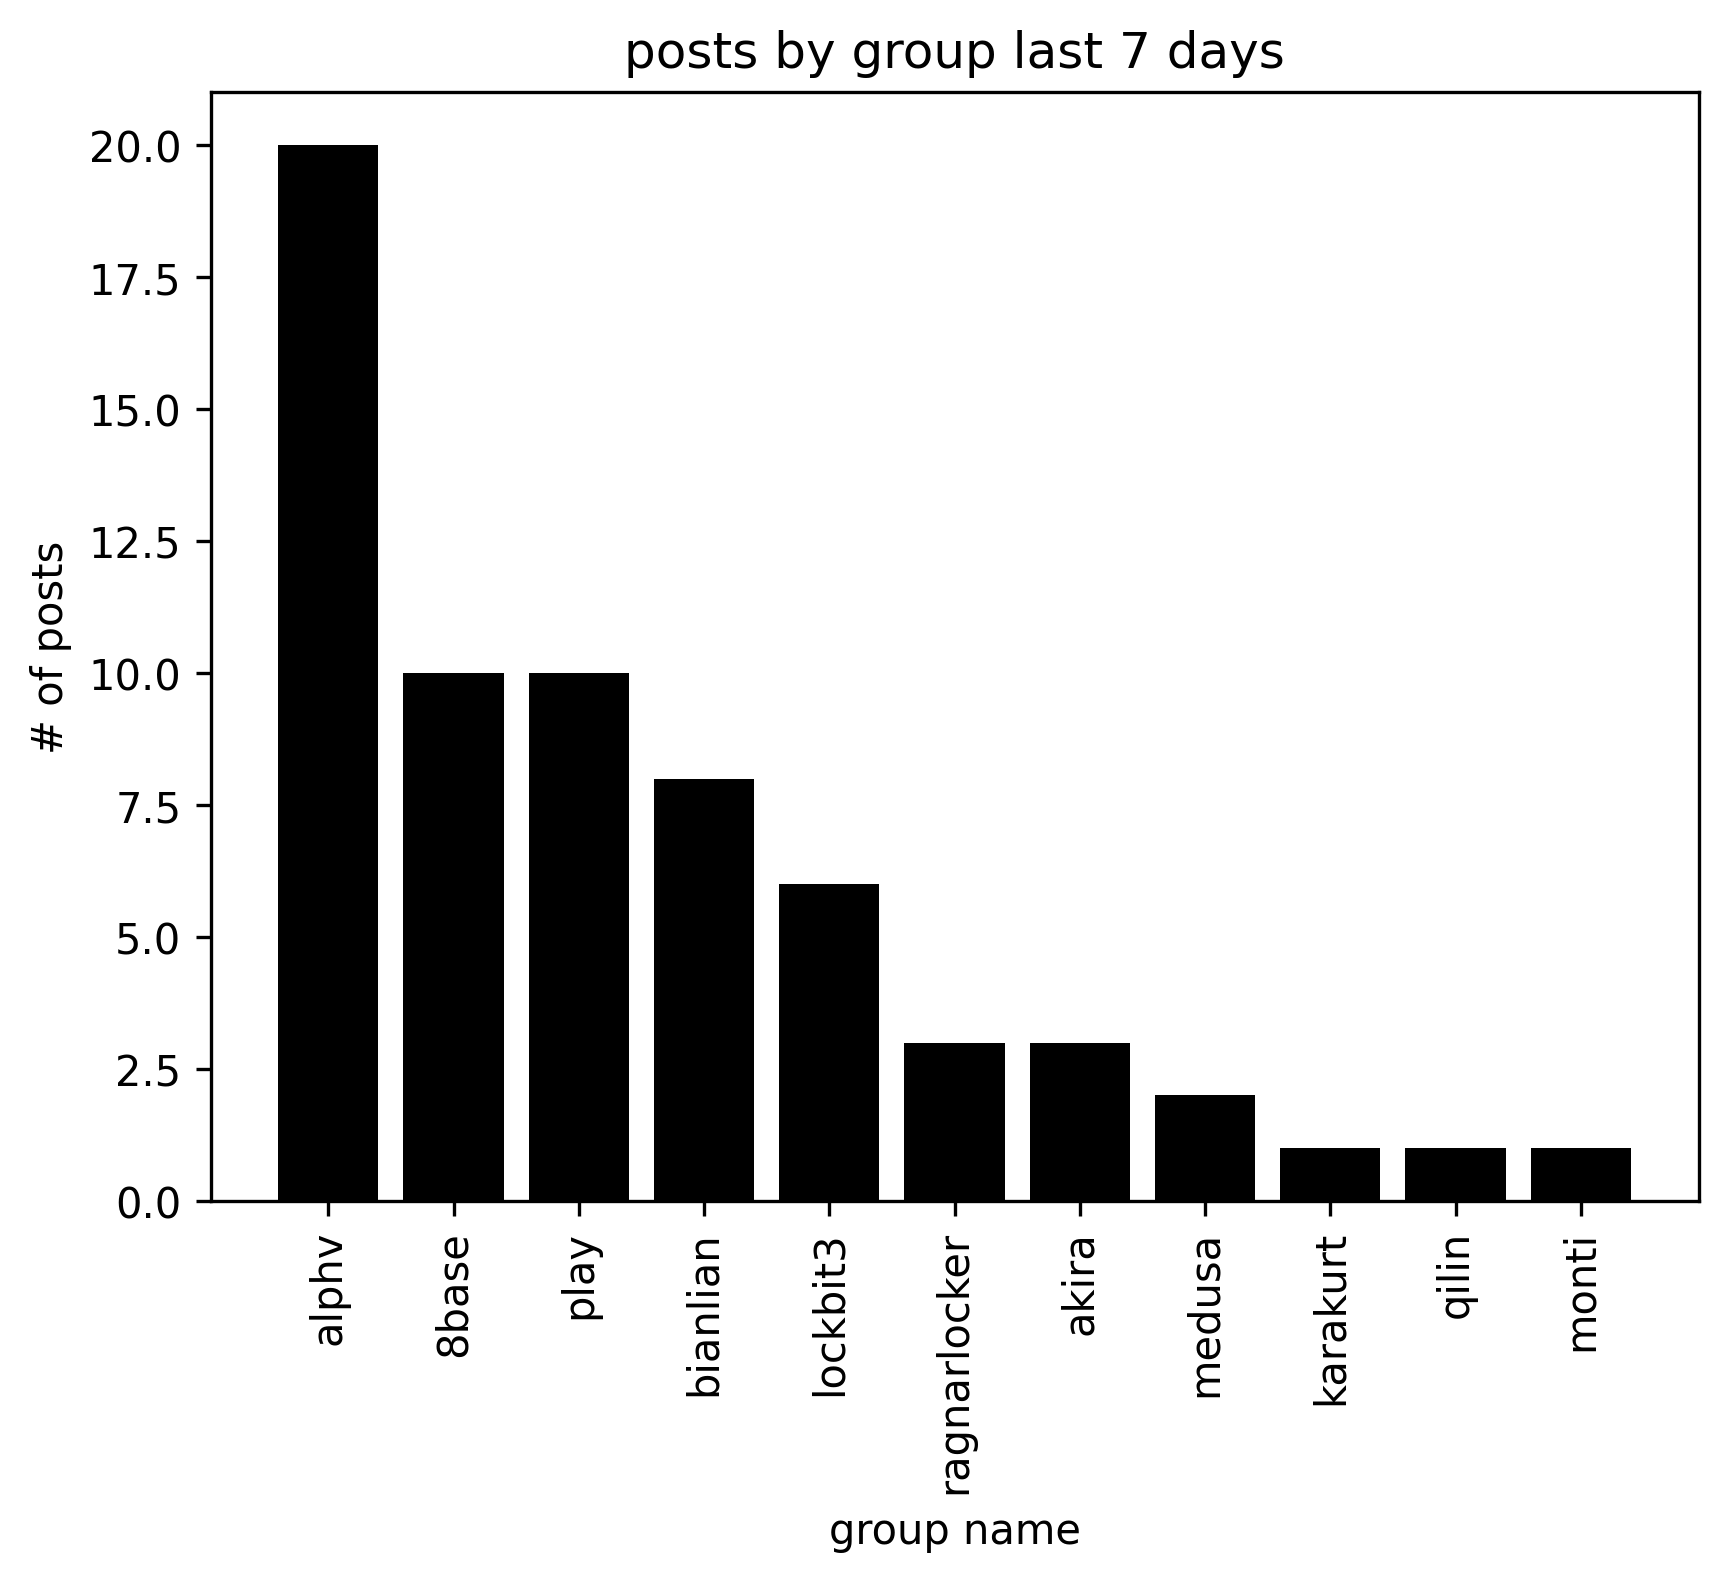 posts by group last 7 days
# of posts
20.0
17.5
15.0
12.5
10.0
7.5
5.0
2.5
0.0
alphv
8base
play
bianlian
lockbit3
ragnarlocker
akira
medusa
karakurt
qilin
monti
group name